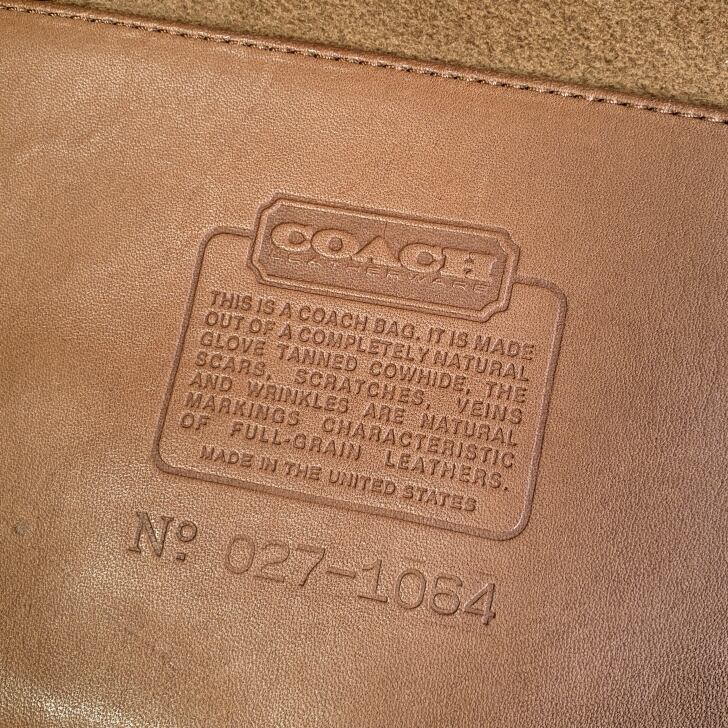 COACH
LEATHERWARE
THIS IS A COACH BAG. IT IS MADE
OUT OF A COMPLETELY NATURAL
GLOVE TANNED COWHIDE, THE
SCARS, SCRATCHES, VEINS
AND WRINKLES ARE NATURAL
MARKINGS CHARACTERISTIC
OF FULL-GRAIN LEATHERS.
MADE IN THE UNITED STATES
Nº 027-1064